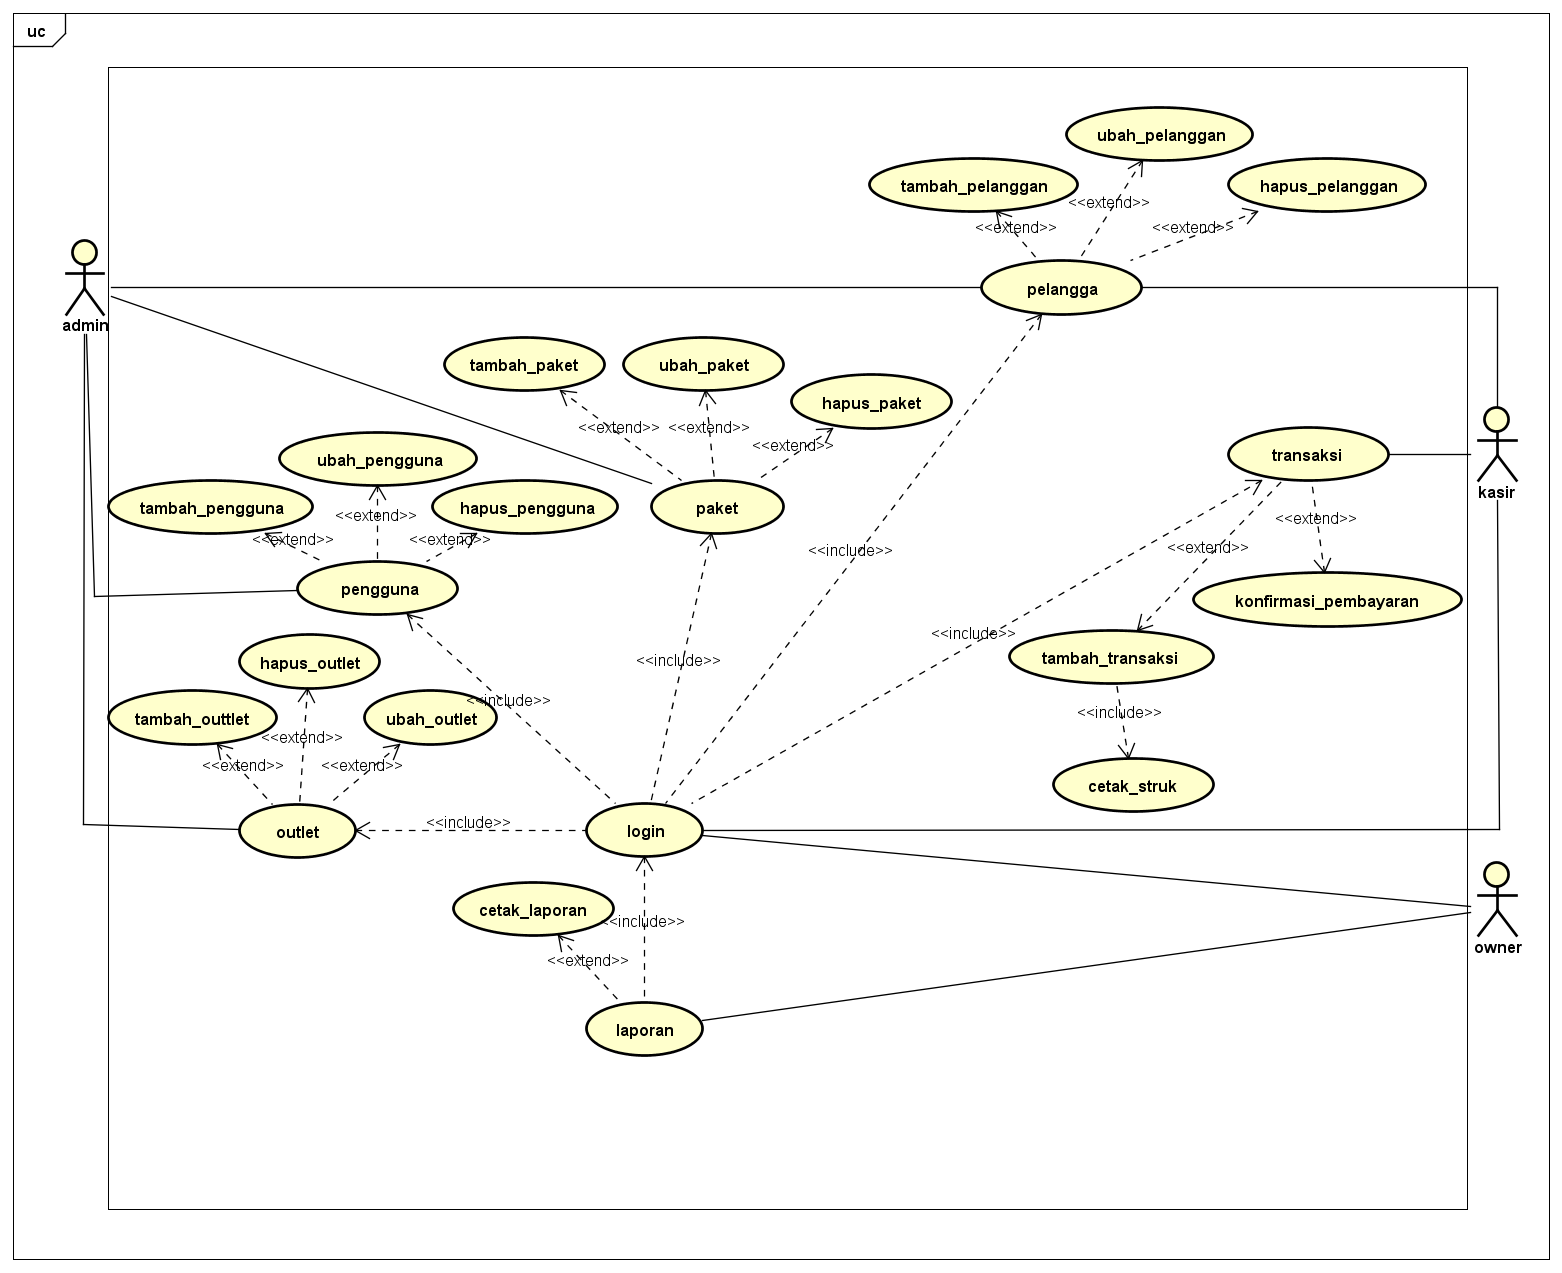 uc
ubah_pelanggan
tambah_pelanggan
hapus_pelanggan
<<extend>>
<<extend>>
<<extend>>
pelangga
admin
tambah_paket
ubah_paket
hapus_paket
<<extend>>
<<extend>>
<<extend>>
transaksi
kasir
ubah_pengguna
tambah_pengguna
hapus_pengguna
paket
<<extend>>
<<extend>>
<<extend>>
<<extend>>
<<extend>>
<<include>>
pengguna
konfirmasi_pembayaran
<<include>>
hapus_outlet
<<include>>
tambah_transaksi
<<include>>
tambah_outtlet
ubah_outlet
<<include>>
<<extend>>
<<extend>>
<<extend>>
cetak_struk
<<include>>
outlet
login
cetak_laporan
<<include>>
<<extend>>
owner
laporan